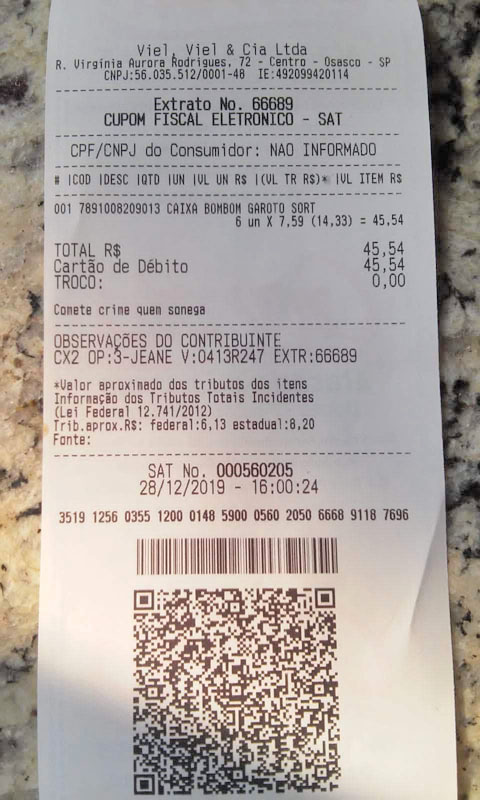 Viel, Viel & Cia Ltda
R. Virginia Aurora Rodrigues, 72 - Centro - Osasco - SP
CNPJ:56.035.512/0001-48 IE:492099420114
Extrato No. 66689
CUPOM FISCAL ELETRONICO - SAT
CPF/CNPJ do Consumidor: NAO INFORMADO
# |COD |DESC |QTD |UN |VL UN R$ |(VL TR R$)* |VL ITEM R$
001 7891008209013 CAIXA BOMBOM GAROTO SORT
6 un X 7,59 (14,33) = 45,54
TOTAL R$ 45,54
Cartão de Débito 45,54
TROCO: 0,00
Comete crime quem sonega
OBSERVAÇÕES DO CONTRIBUINTE
CX2 OP:3-JEANE V:0413R247 EXTR:66689
*Valor aproximado dos tributos dos itens
Informação dos Tributos Totais Incidentes
(Lei Federal 12.741/2012)
Trib.aprox.R$: federal:6,13 estadual:8,20
Fonte:
SAT No. 000560205
28/12/2019 - 16:00:24
3519 1256 0355 1200 0148 5900 0560 2050 6668 9118 7696